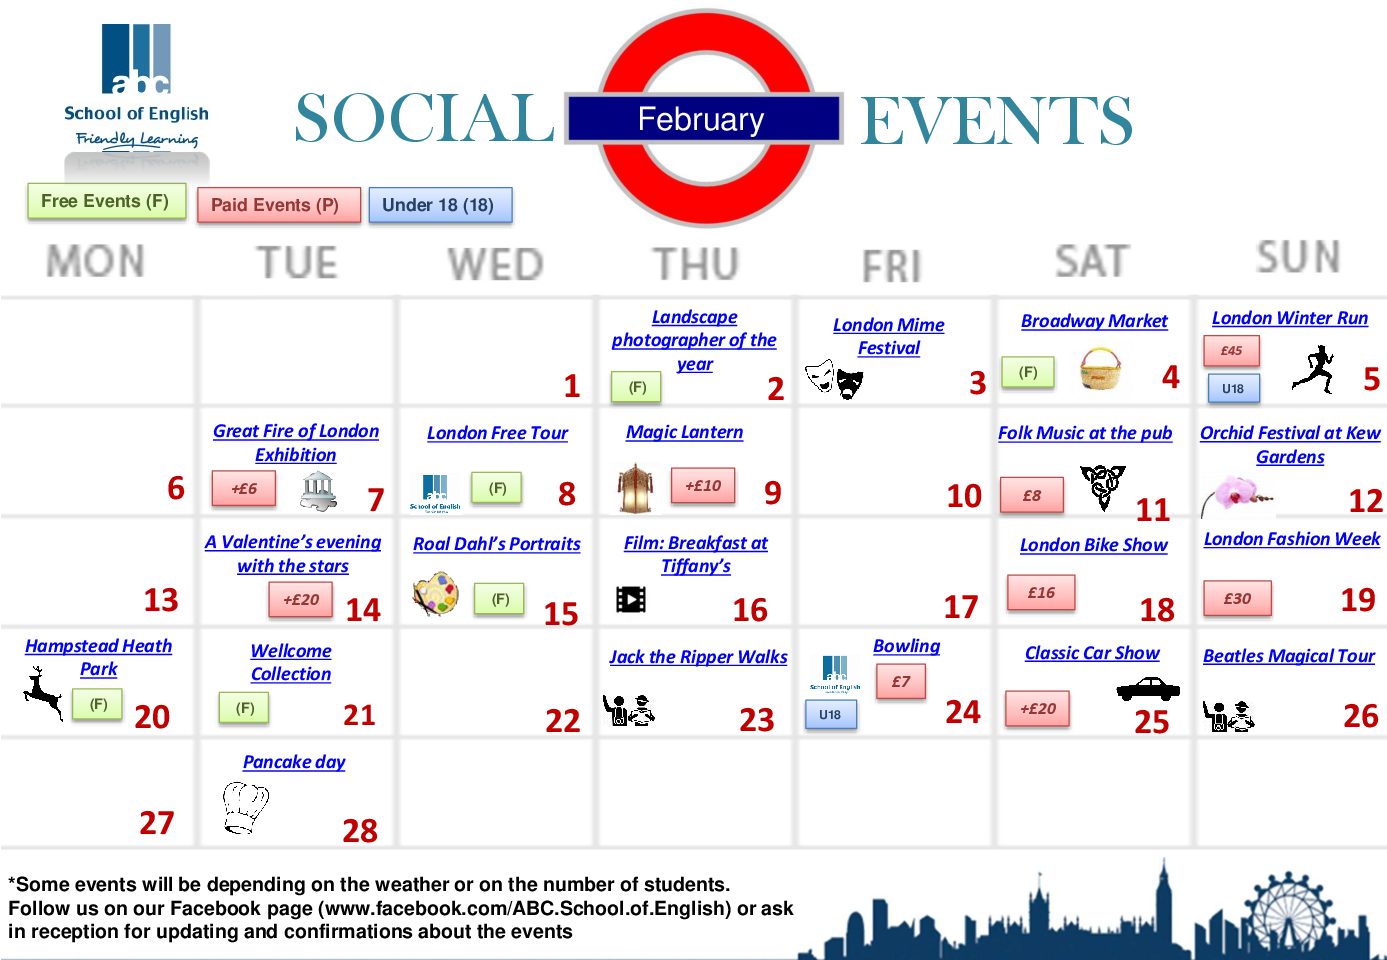 abc
School of English
Friendly Learning
SOCIAL
February
EVENTS
Free Events (F)
Paid Events (P)
Under 18 (18)
MON
TUE
WED
THU
FRI
SAT
SUN
1
Landscape
photographer of the
year
(F)
2
London Mime
Festival
3
Broadway Market
(F)
4
London Winter Run
£45
U18
5
6
Great Fire of London
Exhibition
+£6
7
London Free Tour
abc
School of English
(F)
8
Magic Lantern
+£10
9
10
Folk Music at the pub
£8
11
Orchid Festival at Kew
Gardens
12
13
A Valentine's evening
with the stars
+£20
14
Roal Dahl's Portraits
(F)
15
Film: Breakfast at
Tiffany's
16
17
London Bike Show
£16
18
London Fashion Week
£30
19
Hampstead Heath
Park
(F)
20
Wellcome
Collection
(F)
21
22
Jack the Ripper Walks
23
Bowling
abc
School of English
£7
U18
24
Classic Car Show
+£20
25
Beatles Magical Tour
26
27
Pancake day
28
*Some events will be depending on the weather or on the number of students.
Follow us on our Facebook page (www.facebook.com/ABC.School.of.English) or ask
in reception for updating and confirmations about the events